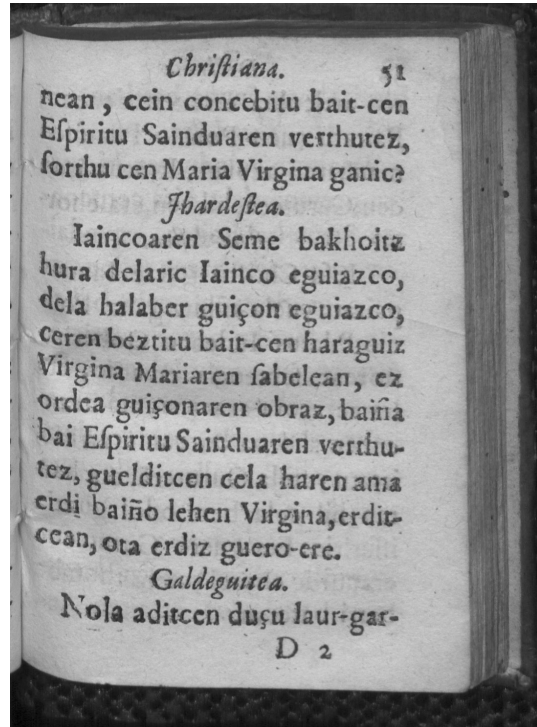 Chriſtiana. 51
nean, cein concebitu bait-cen
Eſpiritu Sainduaren verthutez,
ſorthu cen Maria Virgina ganic?
Jhardeſtea.
Iaincoaren Seme bakhoitz
hura delaric Iainco eguiazco,
dela halaber guiçon eguiazco,
ceren beztitu bait-cen haraguiz
Virgina Mariaren ſabelean, ez
ordea guiçonaren obraz, baiña
bai Eſpiritu Sainduaren verthu-
tez, gueldittcen cela haren ama
erdi baiño lehen Virgina, erdit-
cean, ota erdiz guero-ere.
Galdeguitea.
Nola aditcen duçu laur-gar-
D 2